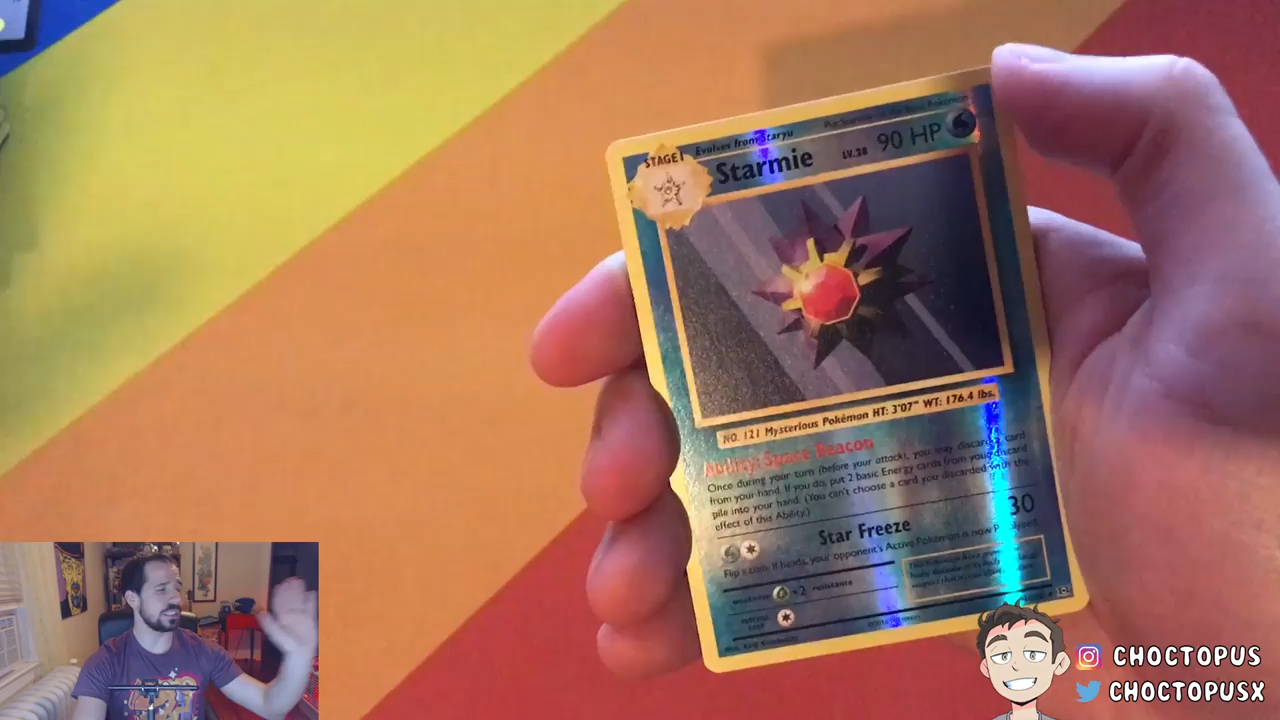 Evolves from Staryu
STAGE 1
Starmie LV.28 90 HP
NO. 121 Mysterious Pokémon HT: 3'07" WT: 176.4 lbs.
Ability: Space Beacon
Once during your turn (before your attack), you may discard a card
from your hand. If you do, put 2 basic Energy cards from your discard
pile into your hand. (You can't choose a card you discarded with the
effect of this Ability.)
Star Freeze 30
Flip a coin. If heads, your opponent's Active Pokémon is now Paralyzed.
weakness ×2 resistance
retreat cost
CHOCTOPUS
CHOCTOPUSX